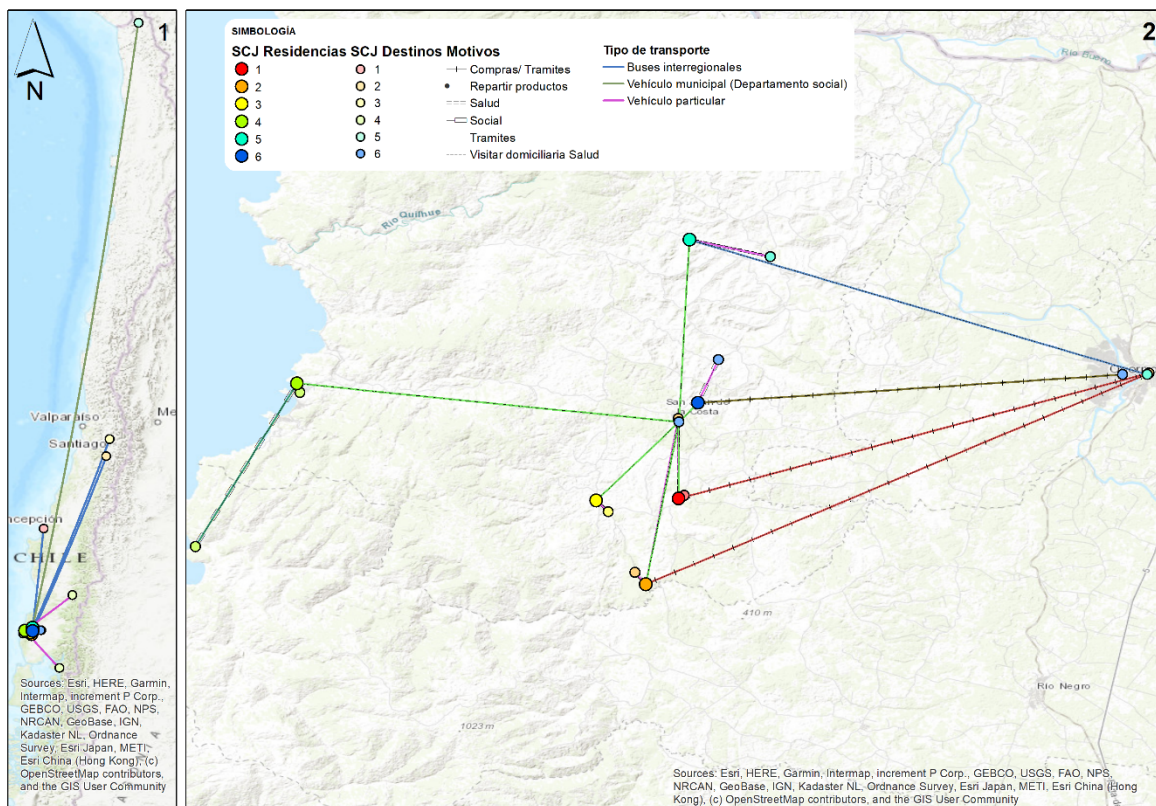 1
N
Valparaíso
Me
Santiago
ncepción
CHILE
Sources: Esri, HERE, Garmin,
Intermap, increment P Corp.,
GEBCO, USGS, FAO, NPS,
NRCAN, GeoBase, IGN,
Kadaster NL, Ordnance
Survey, Esri Japan, METI,
Esri China (Hong Kong), (c)
OpenStreetMap contributors,
and the GIS User Community
2
SIMBOLOGÍA
SCJ Residencias SCJ Destinos Motivos
1 1 Compras/ Tramites
2 2 Repartir productos
3 3 Salud
4 4 Social
5 5 Tramites
6 6 Visitar domiciliaria Salud
Tipo de transporte
Buses interregionales
Vehículo municipal (Departamento social)
Vehículo particular
Río Bueno
Río Quilhue
la Costa
410 m
Río Negro
1023 m
Sources: Esri, HERE, Garmin, Intermap, increment P Corp., GEBCO, USGS, FAO, NPS,
NRCAN, GeoBase, IGN, Kadaster NL, Ordnance Survey, Esri Japan, METI, Esri China (Hong
Kong), (c) OpenStreetMap contributors, and the GIS User Community